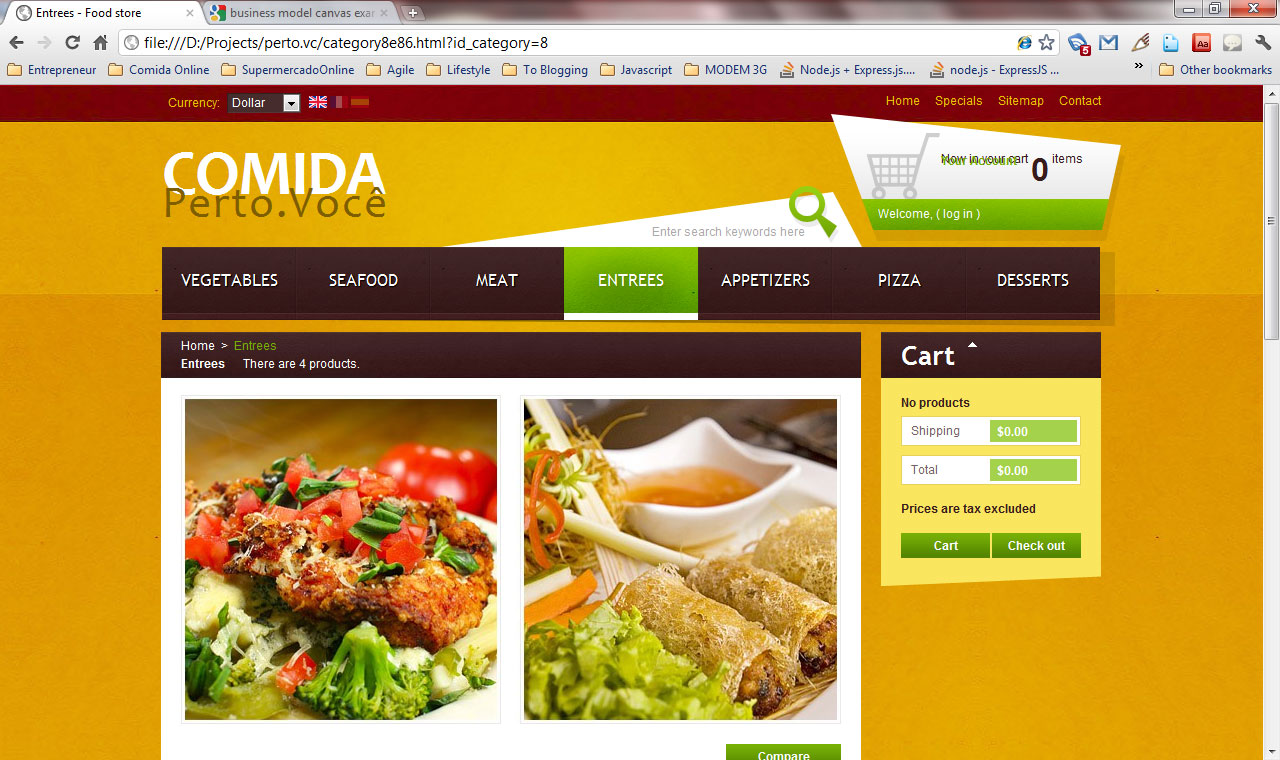 Entrees - Food store
business model canvas exar
file:///D:/Projects/perto.vc/category8e86.html?id_category=8
5
Aa
Entrepreneur Comida Online SupermercadoOnline Agile Lifestyle To Blogging Javascript MODEM 3G Node.js + Express.js.... node.js - ExpressJS ... » Other bookmarks
Currency: Dollar
Home Specials Sitemap Contact
COMIDA
Perto.Você
Now in your cart 0 items
Your Account
Welcome, ( log in )
Enter search keywords here
VEGETABLES SEAFOOD MEAT ENTREES APPETIZERS PIZZA DESSERTS
Home > Entrees
Entrees There are 4 products.
Cart
No products
Shipping $0.00
Total $0.00
Prices are tax excluded
Cart Check out
Compare